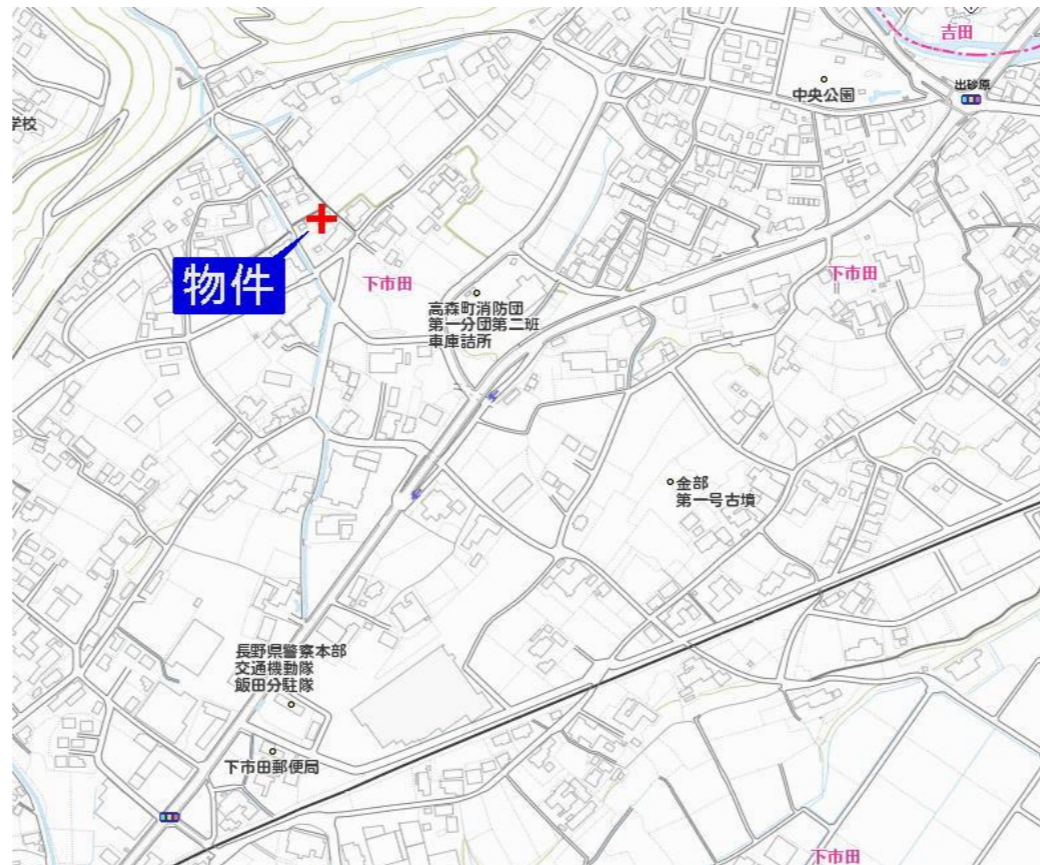 吉田
出砂原
中央公園
学校
物件
下市田
下市田
高森町消防団
第一分団第二班
車庫詰所
金部
第一号古墳
長野県警察本部
交通機動隊
飯田分駐隊
下市田郵便局
下市田